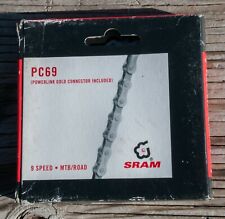 PC69
(POWERLINK GOLD CONNECTOR INCLUDED)
SRAM
9 SPEED • MTB/ROAD